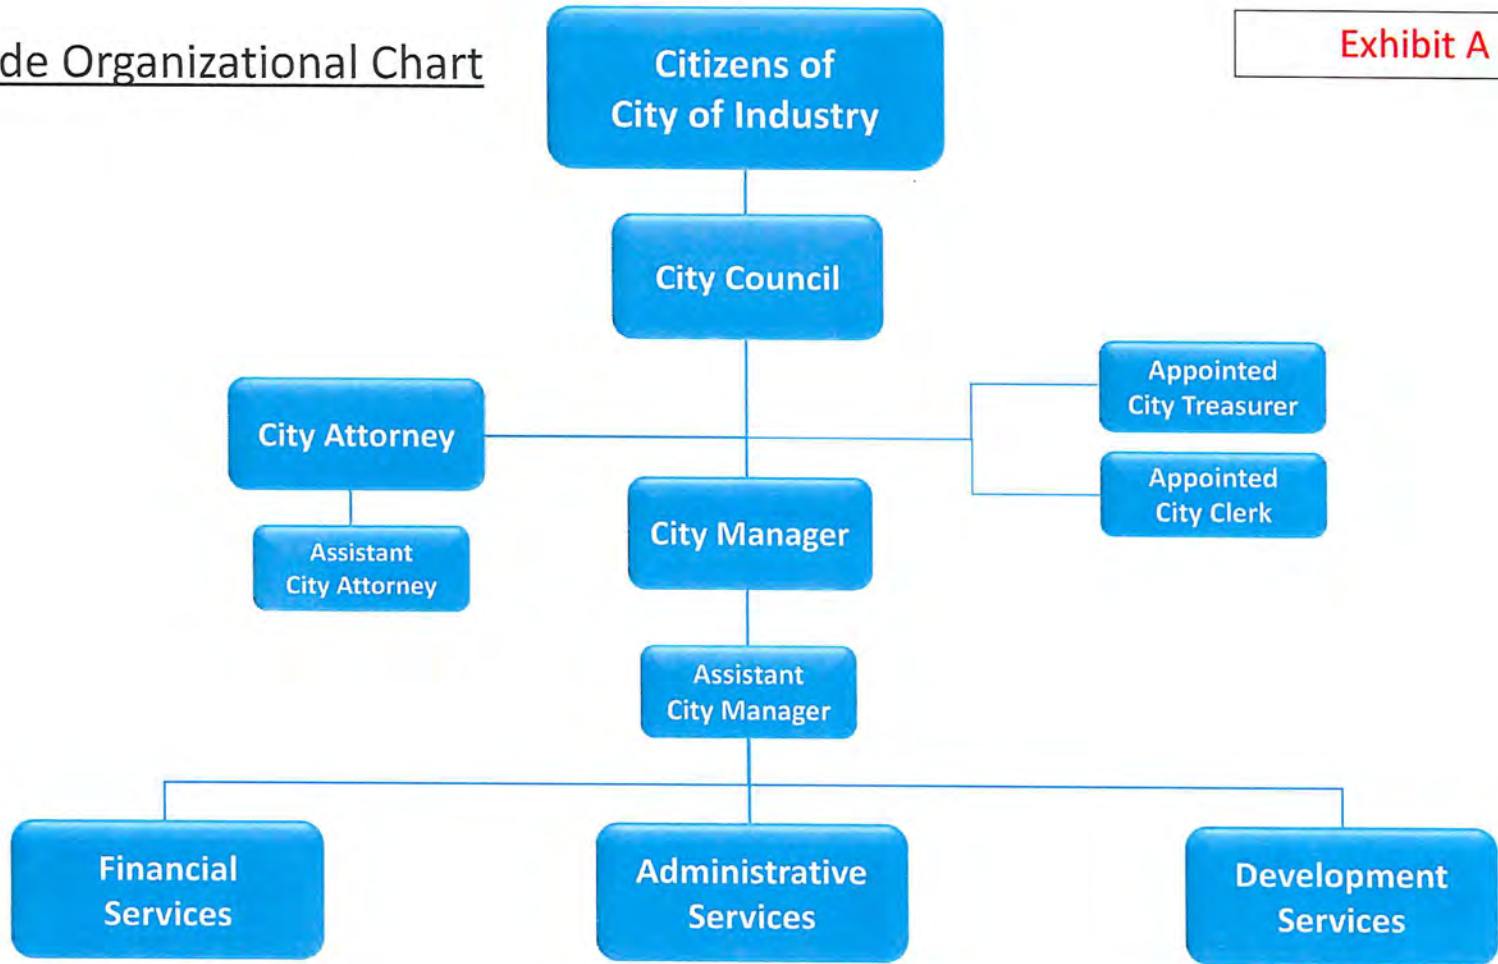 de Organizational Chart
Exhibit A
Citizens of
City of Industry
City Council
City Attorney
Appointed
City Treasurer
Appointed
City Clerk
Assistant
City Attorney
City Manager
Assistant
City Manager
Financial
Services
Administrative
Services
Development
Services